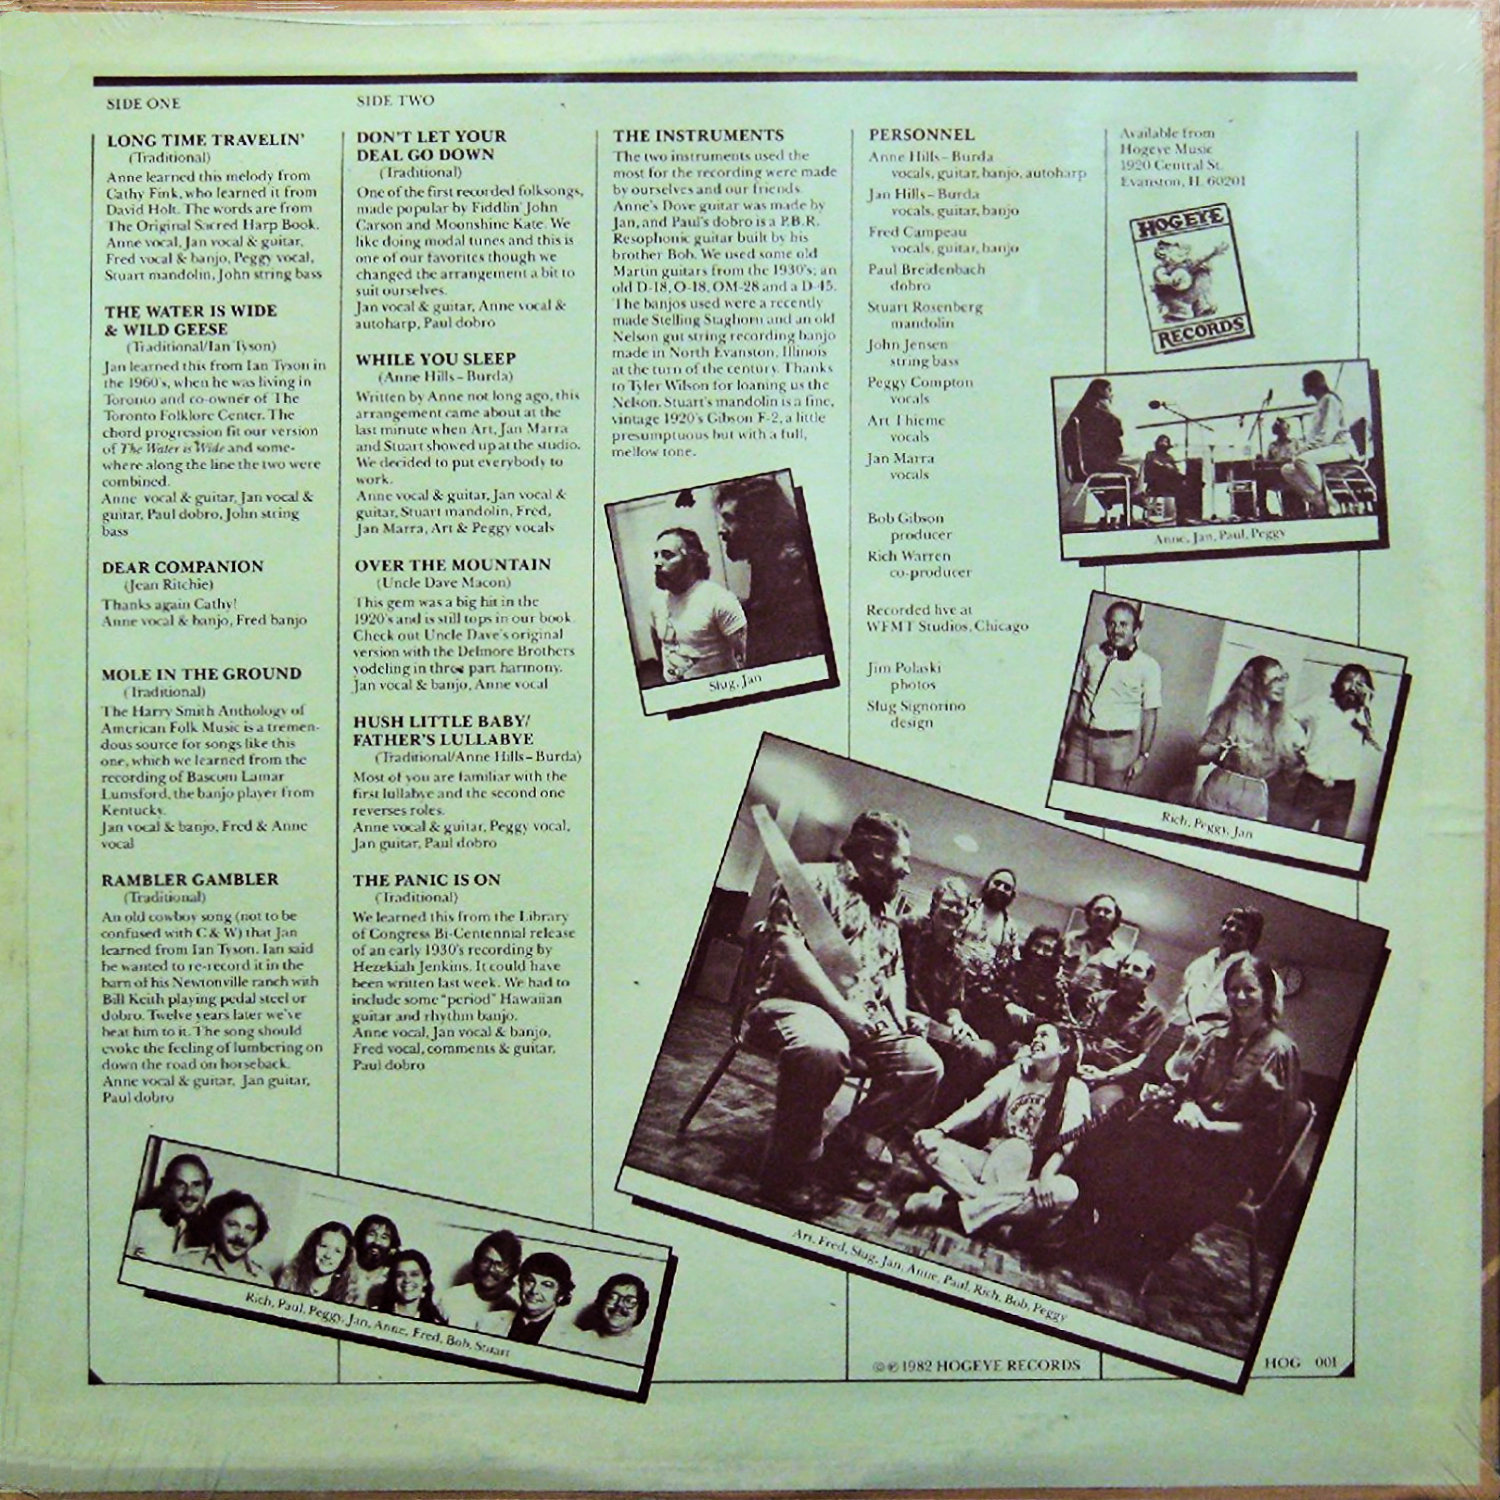 SIDE ONE
LONG TIME TRAVELIN'
(Traditional)
Anne learned this melody from
Cathy Fink, who learned it from
David Holt. The words are from
The Original Sacred Harp Book.
Anne vocal, Jan vocal & guitar,
Fred vocal & banjo, Peggy vocal,
Stuart mandolin, John string bass
THE WATER IS WIDE
& WILD GEESE
(Traditional/Ian Tyson)
Jan learned this from Ian Tyson in
the 1960's, when he was living in
Toronto and co-owner of The
Toronto Folklore Center. The
chord progression fit our version
of The Water is Wide and some-
where along the line the two were
combined.
Anne vocal & guitar, Jan vocal &
guitar, Paul dobro, John string
bass
DEAR COMPANION
(Jean Ritchie)
Thanks again Cathy!
Anne vocal & banjo, Fred banjo
MOLE IN THE GROUND
(Traditional)
The Harry Smith Anthology of
American Folk Music is a tremen-
dous source for songs like this
one, which we learned from the
recording of Bascom Lamar
Lumsford, the banjo player from
Kentucky.
Jan vocal & banjo, Fred & Anne
vocal
RAMBLER GAMBLER
(Traditional)
An old cowboy song (not to be
confused with C & W) that Jan
learned from Ian Tyson. Ian said
he wanted to re-record it in the
barn of his Newtonville ranch with
Bill Keith playing pedal steel or
dobro. Twelve years later we've
beat him to it. The song should
evoke the feeling of lumbering on
down the road on horseback.
Anne vocal & guitar, Jan guitar,
Paul dobro
SIDE TWO
DON'T LET YOUR
DEAL GO DOWN
(Traditional)
One of the first recorded folksongs,
made popular by Fiddlin' John
Carson and Moonshine Kate. We
like doing modal tunes and this is
one of our favorites though we
changed the arrangement a bit to
suit ourselves.
Jan vocal & guitar, Anne vocal &
autoharp, Paul dobro
WHILE YOU SLEEP
(Anne Hills-Burda)
Written by Anne not long ago, this
arrangement came about at the
last minute when Art, Jan Marra
and Stuart showed up at the studio.
We decided to put everybody to
work.
Anne vocal & guitar, Jan vocal &
guitar, Stuart mandolin, Fred,
Jan Marra, Art & Peggy vocals
OVER THE MOUNTAIN
(Uncle Dave Macon)
This gem was a big hit in the
1920's and is still tops in our book.
Check out Uncle Dave's original
version with the Delmore Brothers
yodeling in three part harmony.
Jan vocal & banjo, Anne vocal
HUSH LITTLE BABY/
FATHER'S LULLABYE
(Traditional/Anne Hills-Burda)
Most of you are familiar with the
first lullabye and the second one
reverses roles.
Anne vocal & guitar, Peggy vocal,
Jan guitar, Paul dobro
THE PANIC IS ON
(Traditional)
We learned this from the Library
of Congress Bi-Centennial release
of an early 1930's recording by
Hezekiah Jenkins. It could have
been written last week. We had to
include some "period" Hawaiian
guitar and rhythm banjo.
Anne vocal, Jan vocal & banjo,
Fred vocal, comments & guitar,
Paul dobro
THE INSTRUMENTS
The two instruments used the
most for the recording were made
by ourselves and our friends.
Anne's Dove guitar was made by
Jan, and Paul's dobro is a P.B.R.
Resophonic guitar built by his
brother Bob. We used some old
Martin guitars from the 1930's; an
old D-18, O-18, OM-28 and a D-45.
The banjos used were a recently
made Stelling Staghorn and an old
Nelson gut string recording banjo
made in North Evanston, Illinois
at the turn of the century. Thanks
to Tyler Wilson for loaning us the
Nelson. Stuart's mandolin is a fine,
vintage 1920's Gibson F-2, a little
presumptuous but with a full,
mellow tone.
PERSONNEL
Anne Hills-Burda
vocals, guitar, banjo, autoharp
Jan Hills-Burda
vocals, guitar, banjo
Fred Campeau
vocals, guitar, banjo
Paul Breidenbach
dobro
Stuart Rosenberg
mandolin
John Jensen
string bass
Peggy Compton
vocals
Art Thieme
vocals
Jan Marra
vocals
Bob Gibson
producer
Rich Warren
co-producer
Recorded live at
WFMT Studios, Chicago
Jim Polaski
photos
Slug Signorino
design
Available from
Hogeye Music
1920 Central St.
Evanston, IL 60201
HOGEYE
RECORDS
Anne, Jan, Paul, Peggy
Slug, Jan
Rich, Peggy, Jan
HOGEYE
Art, Fred, Slug, Jan, Anne, Paul, Rich, Bob, Peggy
Rich, Paul, Peggy, Jan, Anne, Fred, Bob, Stuart
©℗ 1982 HOGEYE RECORDS
HOG 001